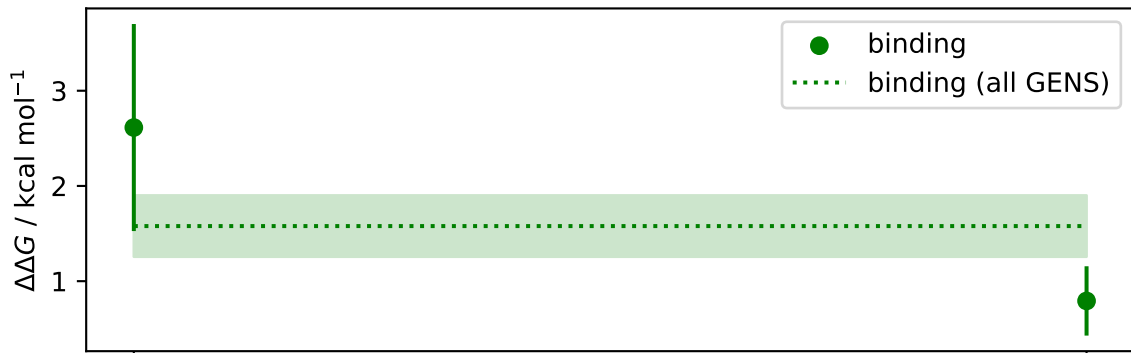 binding
binding (all GENS)
3
2
1
ΔΔG / kcal mol⁻¹